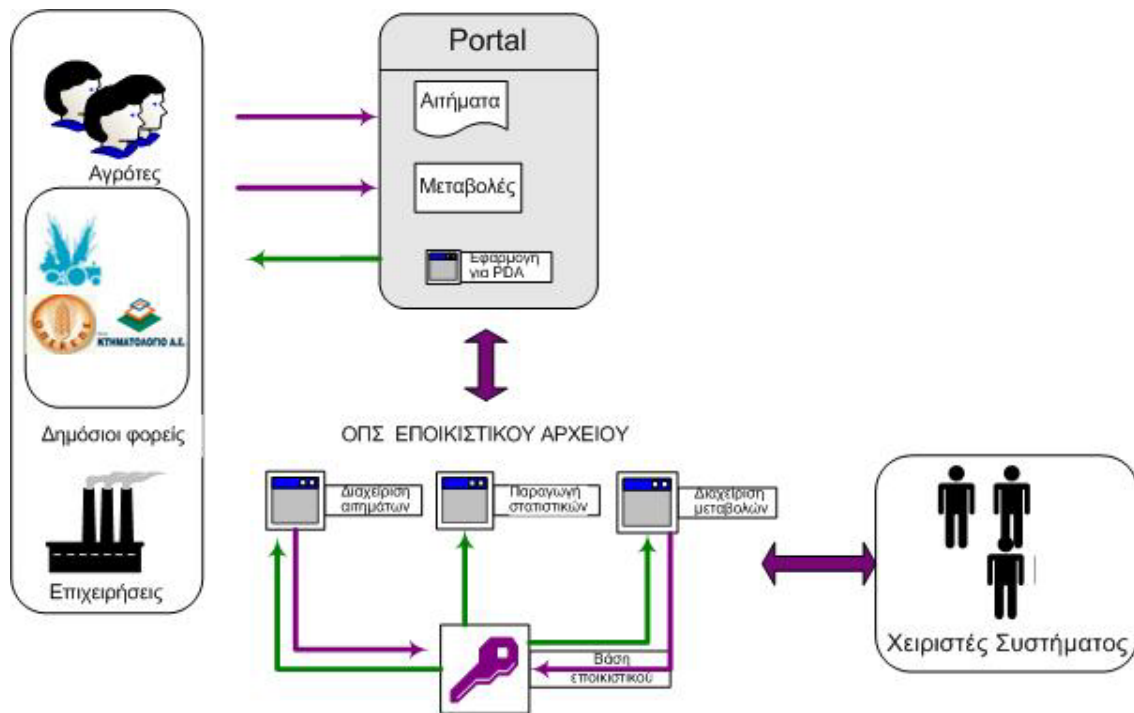 Portal
Αιτήματα
Μεταβολές
Εφαρμογή
για PDA
Αγρότες
ΟΠΕΚΕΠΕ
ΚΤΗΜΑΤΟΛΟΓΙΟ Α.Ε.
Δημόσιοι φορείς
Επιχειρήσεις
ΟΠΣ ΕΠΟΙΚΙΣΤΙΚΟΥ ΑΡΧΕΙΟΥ
Διαχείριση
αιτημάτων
Παραγωγή
στατιστικών
Διαχείριση
μεταβολών
Βάση
εποικιστικού
Χειριστές Συστήματος